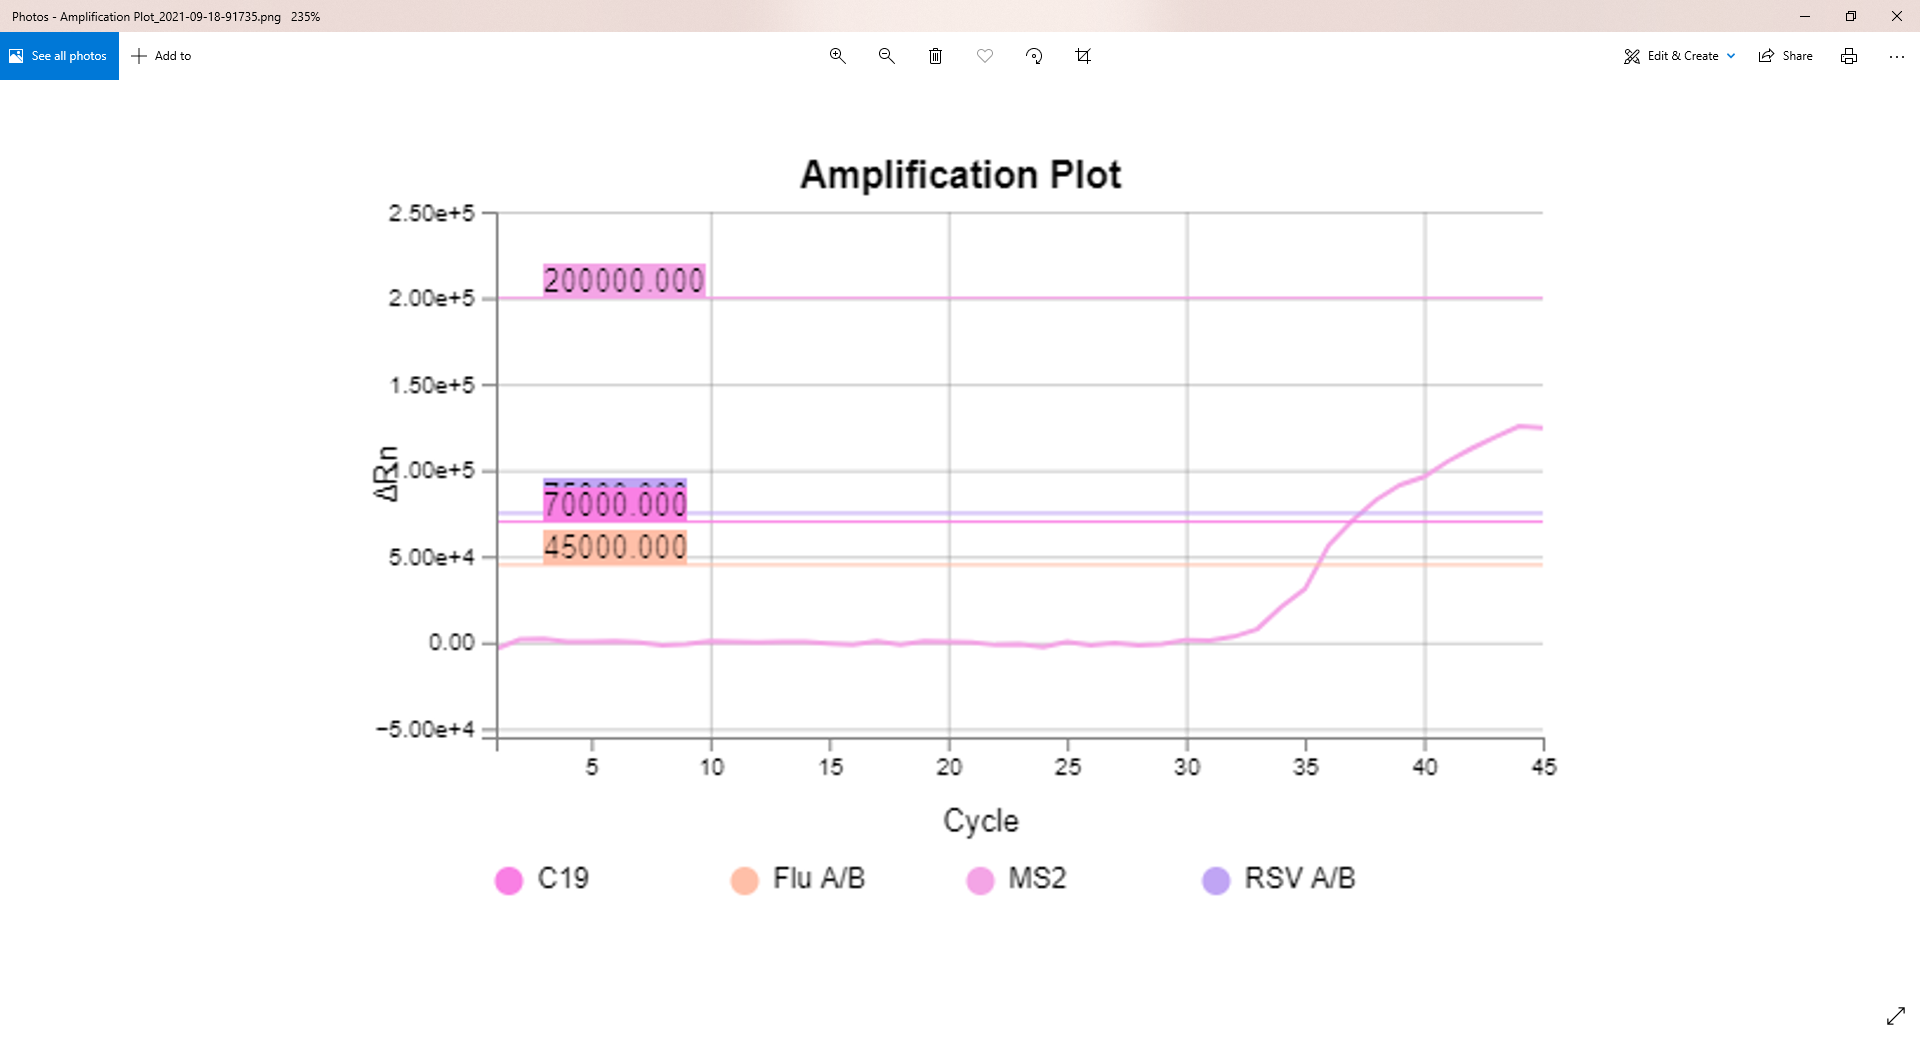 Photos - Amplification Plot_2021-09-18-91735.png 235%
See all photos
Add to
Edit & Create
Share
Amplification Plot
2.50e+5
200000.000
2.00e+5
1.50e+5
ΔRn
1.00e+5
70000.000
45000.000
5.00e+4
0.00
−5.00e+4
5 10 15 20 25 30 35 40 45
Cycle
C19 Flu A/B MS2 RSV A/B